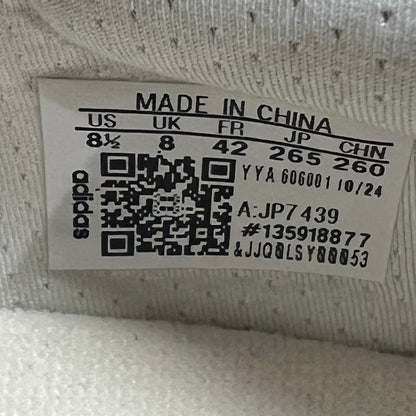 MADE IN CHINA
US UK FR JP CHN
8½ 8 42 265 260
YYA 606001 10/24
adidas
A:JP7439
#135918877
&JJQ0LSY00053